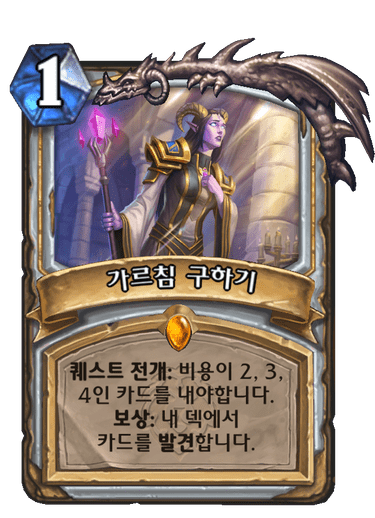 1
가르침 구하기
퀘스트 전개: 비용이 2, 3,
4인 카드를 내야합니다.
보상: 내 덱에서
카드를 발견합니다.